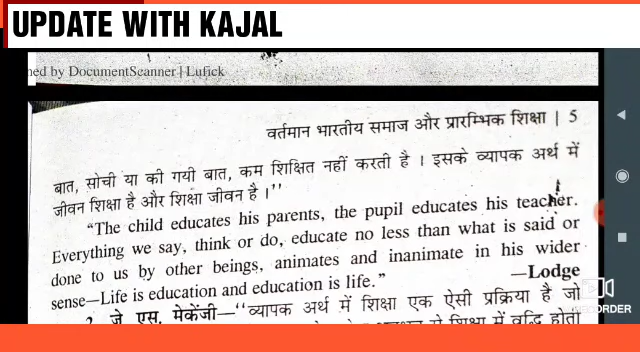 UPDATE WITH KAJAL
ned by DocumentScanner | Lufick
वर्तमान भारतीय समाज और प्रारम्भिक शिक्षा | 5
बात, सोची या की गयी बात, कम शिक्षित नहीं करती है । इसके व्यापक अर्थ में
जीवन शिक्षा है और शिक्षा जीवन है ।''
“The child educates his parents, the pupil educates his teacher.
Everything we say, think or do, educate no less than what is said or
done to us by other beings, animates and inanimate in his wider
sense—Life is education and education is life.”
—Lodge
2. जे. एस. मेकेंजी—''व्यापक अर्थ में शिक्षा एक ऐसी प्रक्रिया है जो
से शिक्षा में वृद्धि होती
RECORDER